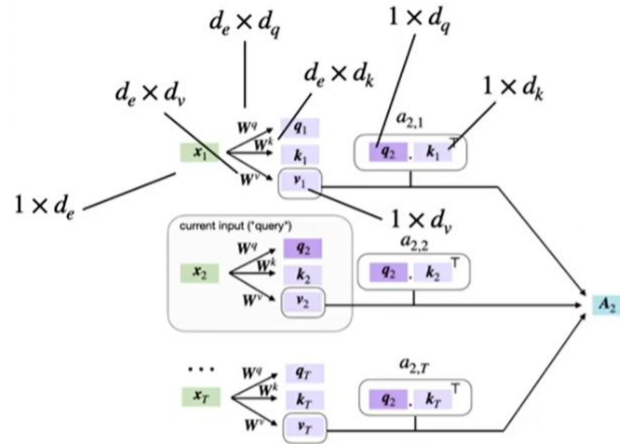 d_e × d_q
1 × d_q
d_e × d_v
d_e × d_k
1 × d_k
a_{2,1}
W^q
q_1
x_1
W^k
k_1
q_2 . k_1^⊤
W^v
v_1
1 × d_e
1 × d_v
current input ("query")
a_{2,2}
W^q
q_2
x_2
W^k
k_2
q_2 . k_2^⊤
W^v
v_2
A_2
...
a_{2,T}
W^q
q_T
x_T
W^k
k_T
q_2 . k_T^⊤
W^v
v_T